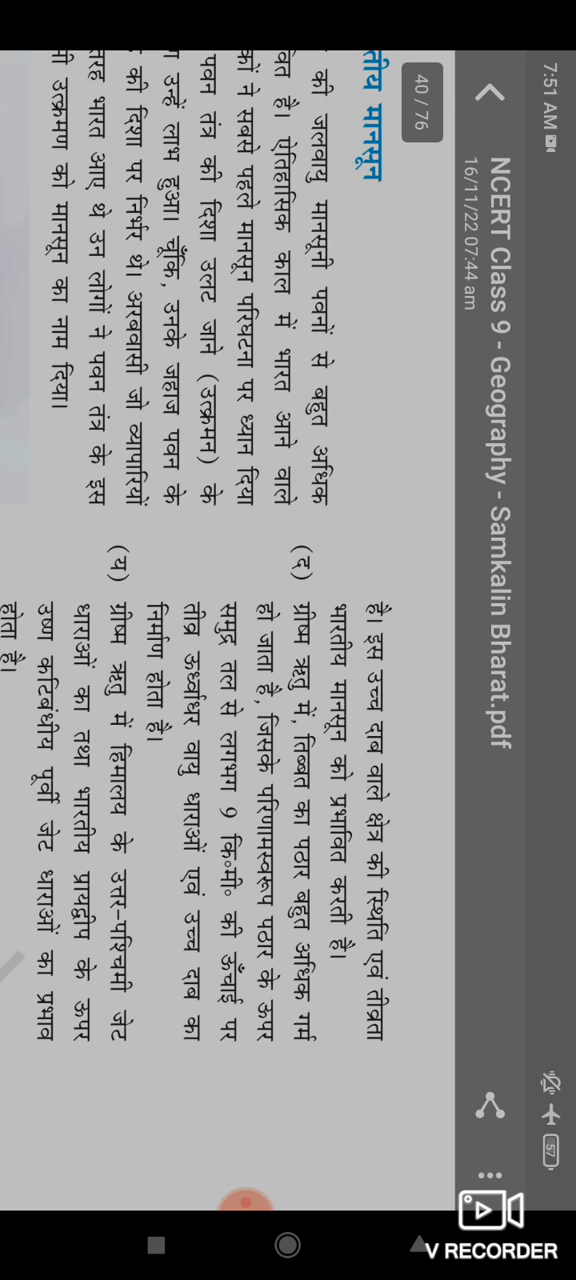 7:51 AM
NCERT Class 9 - Geography - Samkalin Bharat.pdf
16/11/22 07:44 am
57
40 / 76
तीय मानसून
की जलवायु मानसूनी पवनों से बहुत अधिक
है। ऐतिहासिक काल में भारत आने वाले
ने सबसे पहले मानसून परिघटना पर ध्यान दिया
पवन तंत्र की दिशा उलट जाने (उत्क्रमन) के
उन्हें लाभ हुआ। चूँकि, उनके जहाज पवन के
की दिशा पर निर्भर थे। अरबवासी जो व्यापारियों
तरह भारत आए थे उन लोगों ने पवन तंत्र के इस
मी उत्क्रमण को मानसून का नाम दिया।
है। इस उच्च दाब वाले क्षेत्र की स्थिति एवं तीव्रता
भारतीय मानसून को प्रभावित करती है।
(द) ग्रीष्म ऋतु में, तिब्बत का पठार बहुत अधिक गर्म
हो जाता है, जिसके परिणामस्वरूप पठार के ऊपर
समुद्र तल से लगभग 9 कि॰मी॰ की ऊँचाई पर
तीव्र ऊर्ध्वाधर वायु धाराओं एवं उच्च दाब का
निर्माण होता है।
(य) ग्रीष्म ऋतु में हिमालय के उत्तर-पश्चिमी जेट
धाराओं का तथा भारतीय प्रायद्वीप के ऊपर
उष्ण कटिबंधीय पूर्वी जेट धाराओं का प्रभाव
होता है।
V RECORDER